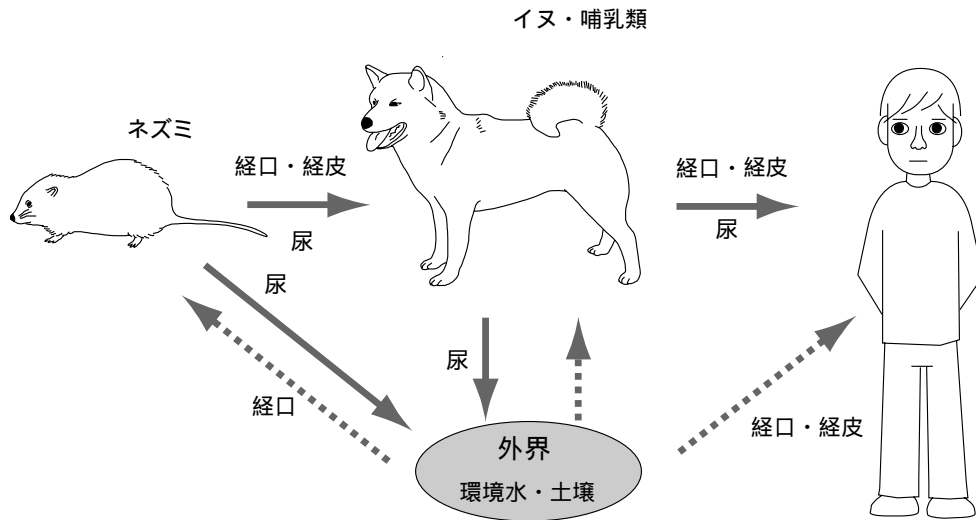 イヌ・哺乳類
ネズミ
経口・経皮
尿
経口・経皮
尿
尿
尿
経口
経口・経皮
外界
環境水・土壌